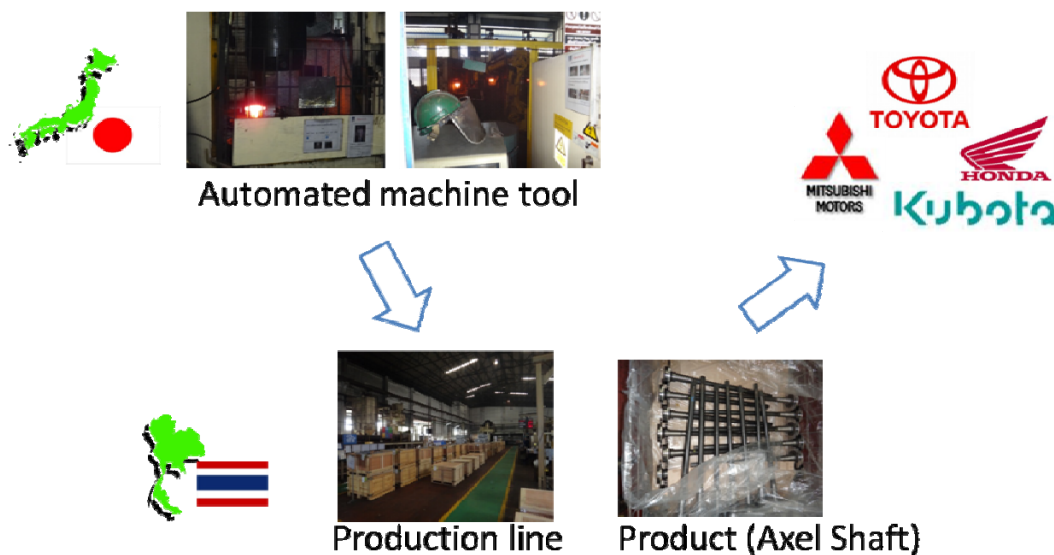 Automated machine tool
TOYOTA
MITSUBISHI
MOTORS
HONDA
Kubota
Production line
Product (Axel Shaft)